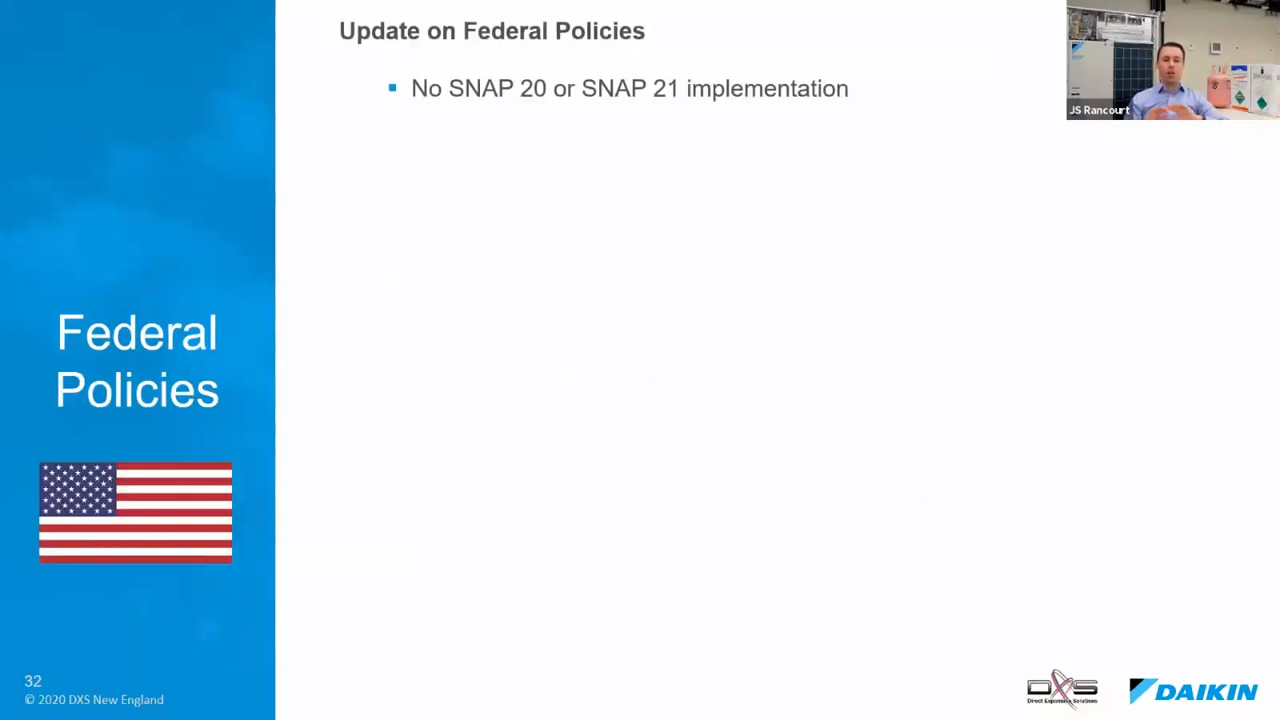 Update on Federal Policies
No SNAP 20 or SNAP 21 implementation
JS Rancourt
Federal
Policies
32
© 2020 DXS New England
DXS
Direct Expansion Solutions
DAIKIN